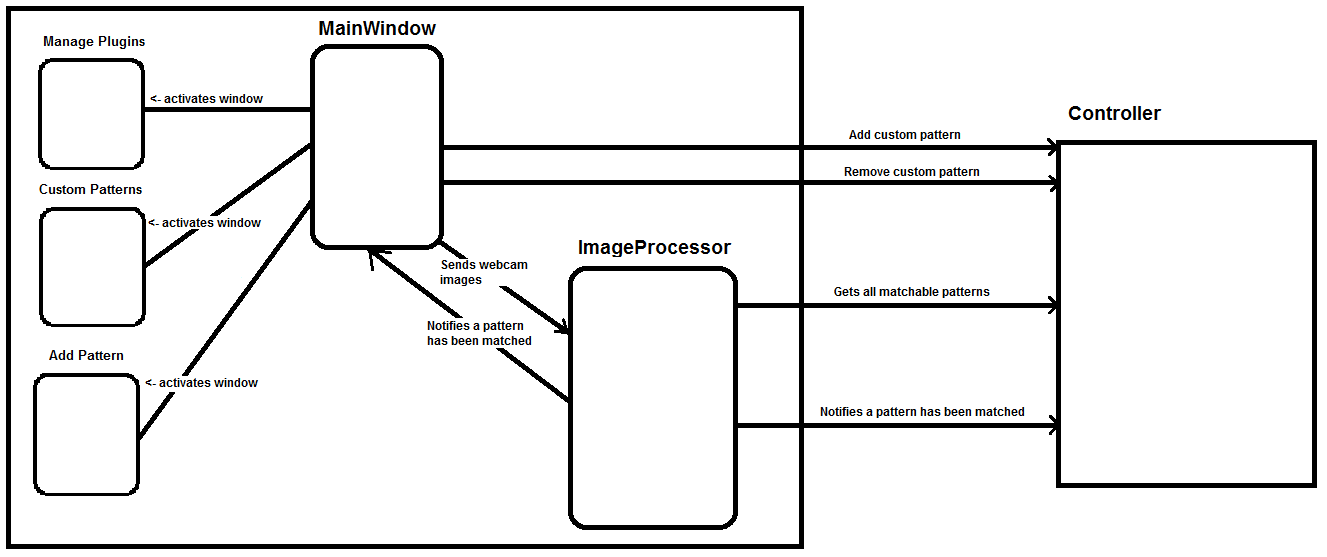 MainWindow
Manage Plugins
<- activates window
Controller
Add custom pattern
Remove custom pattern
Custom Patterns
<- activates window
ImageProcessor
Sends webcam
images
Gets all matchable patterns
Notifies a pattern
has been matched
Add Pattern
<- activates window
Notifies a pattern has been matched